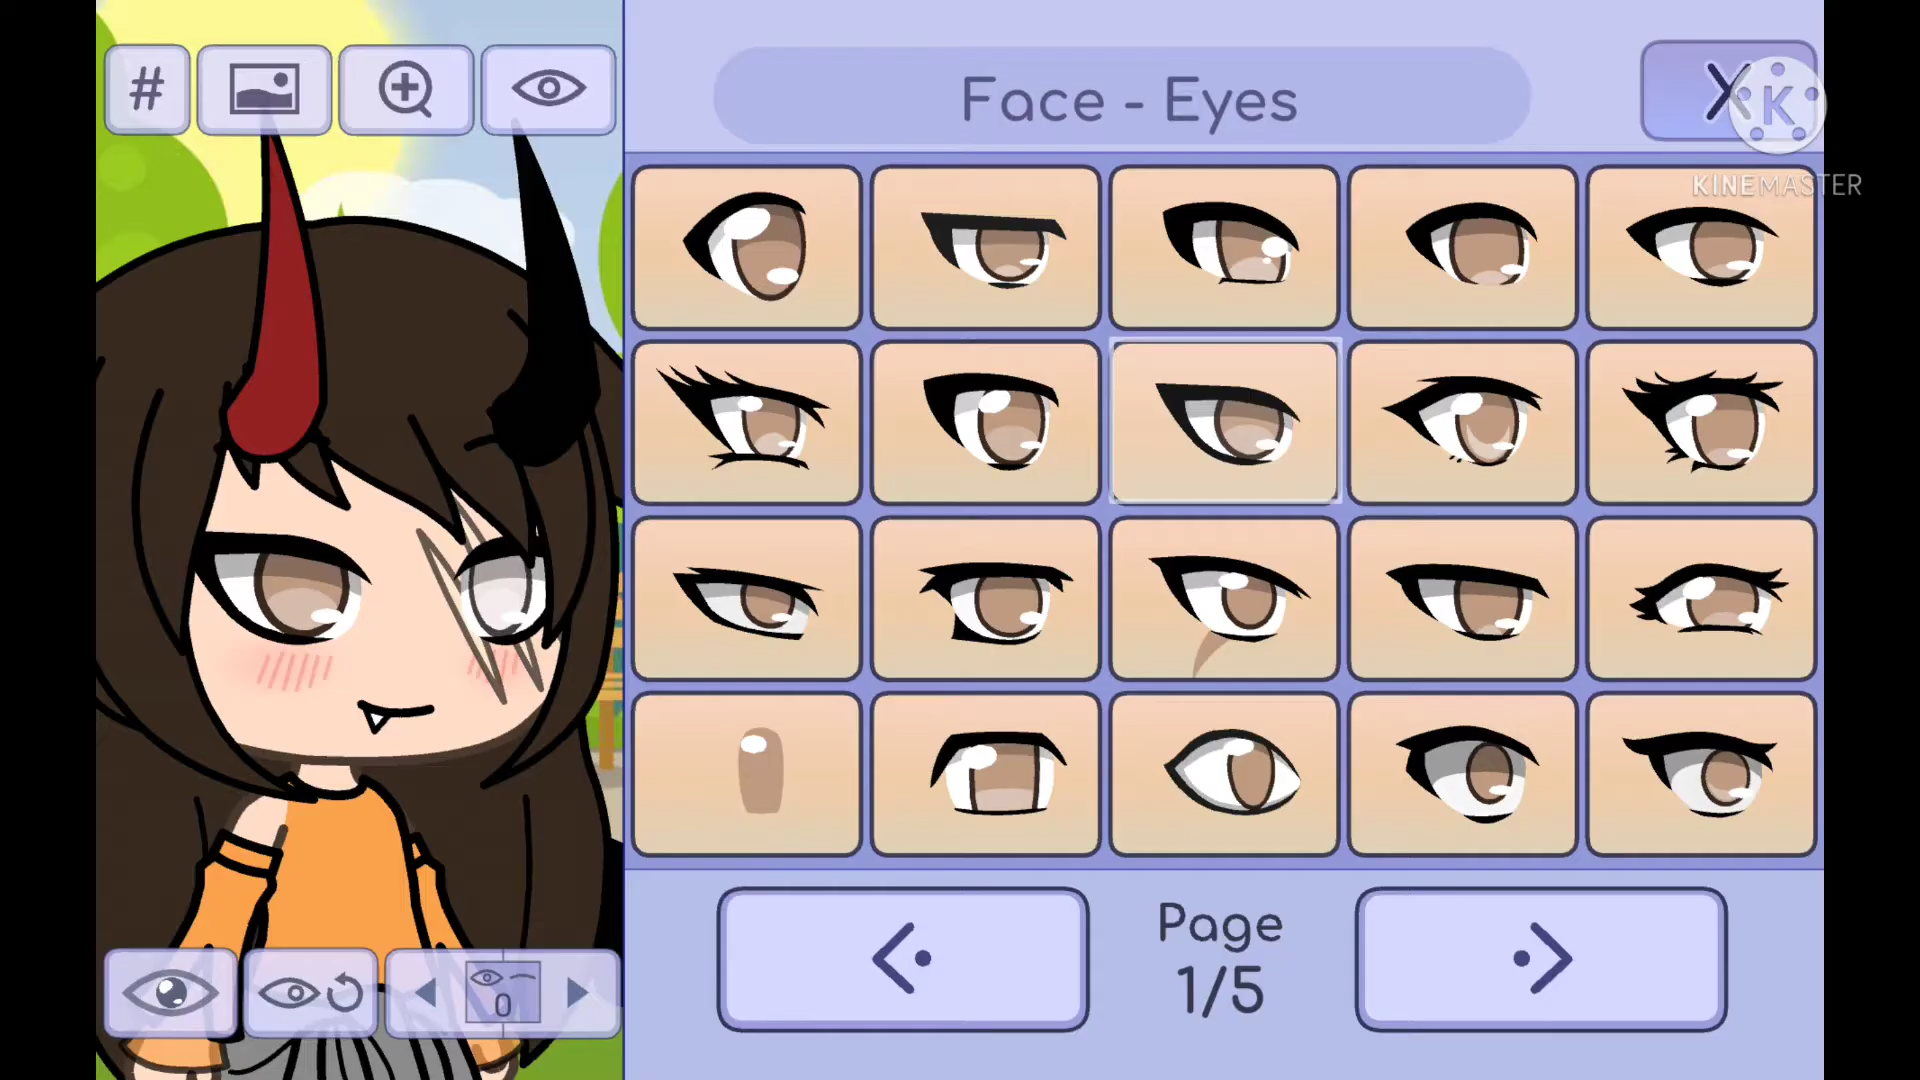 #
Face - Eyes
X
K
KINEMASTER
Page
1/5
0